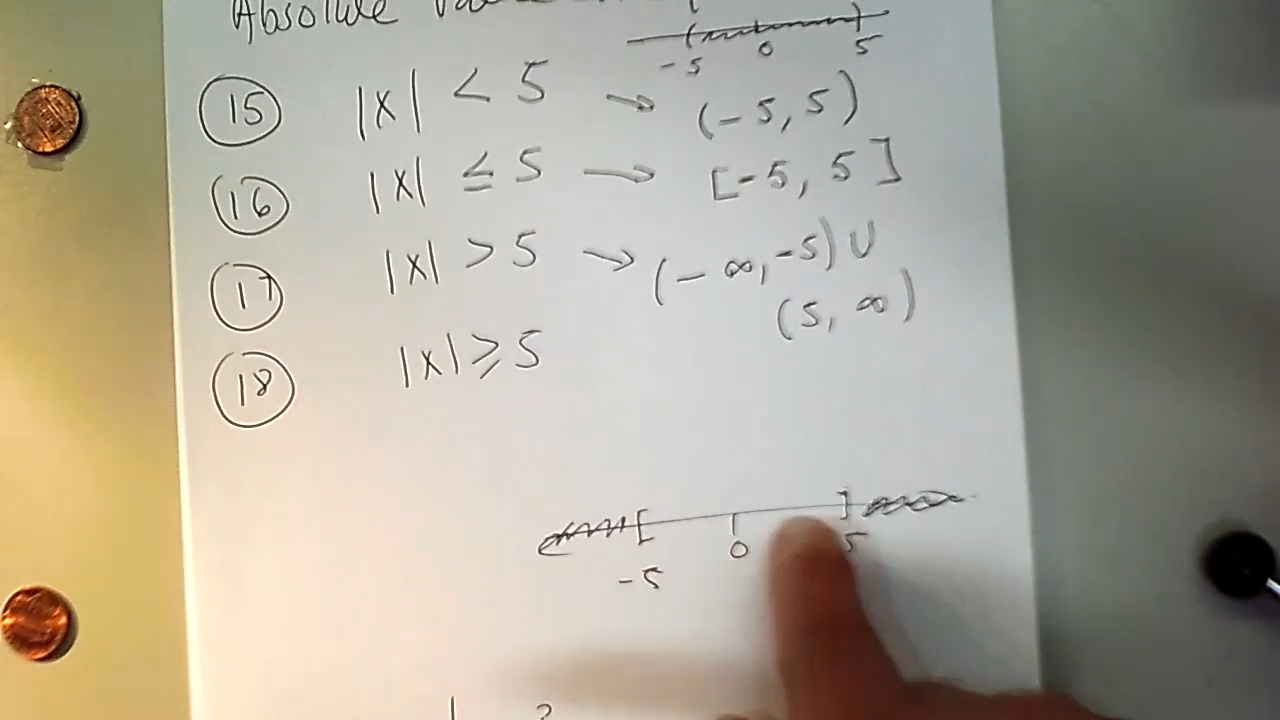 Absolute
-5 0 5
15 |x| < 5 → (-5, 5)
16 |x| ≤ 5 → [-5, 5]
17 |x| > 5 → (-∞, -5) ∪
(5, ∞)
18 |x| ≥ 5
[ ]
-5 0 5